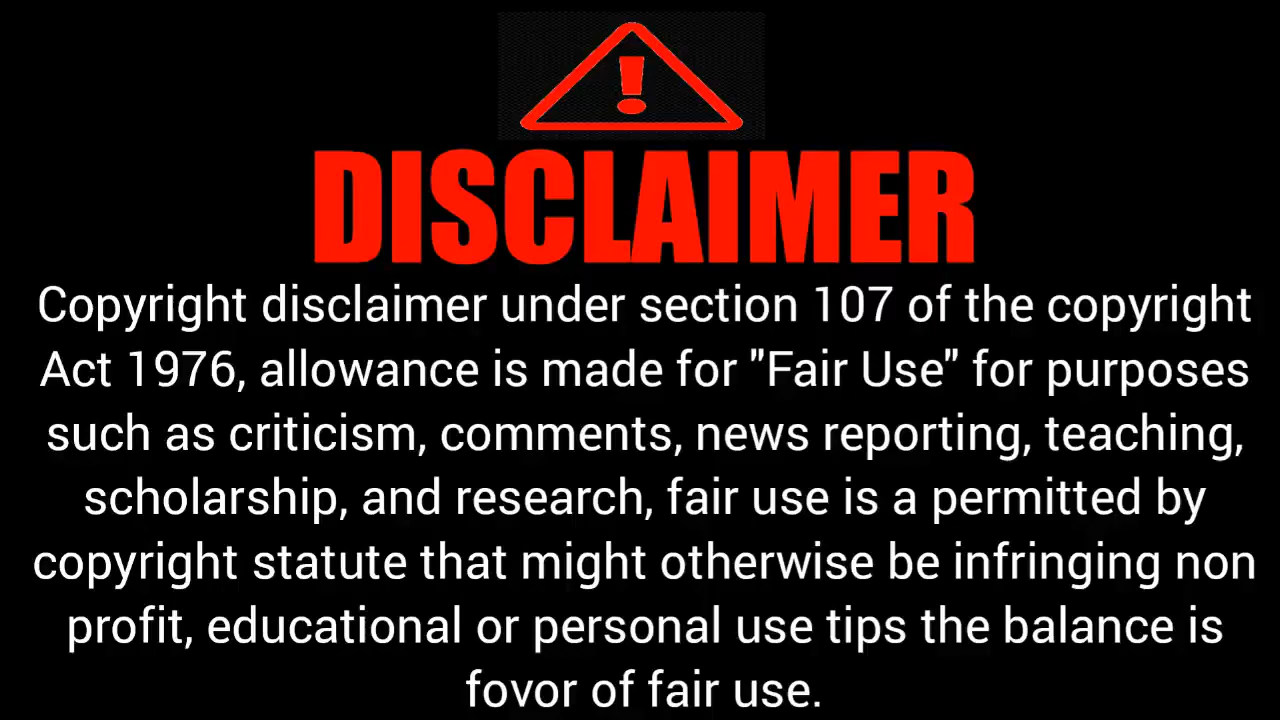 DISCLAIMER
Copyright disclaimer under section 107 of the copyright
Act 1976, allowance is made for "Fair Use" for purposes
such as criticism, comments, news reporting, teaching,
scholarship, and research, fair use is a permitted by
copyright statute that might otherwise be infringing non
profit, educational or personal use tips the balance is
fovor of fair use.